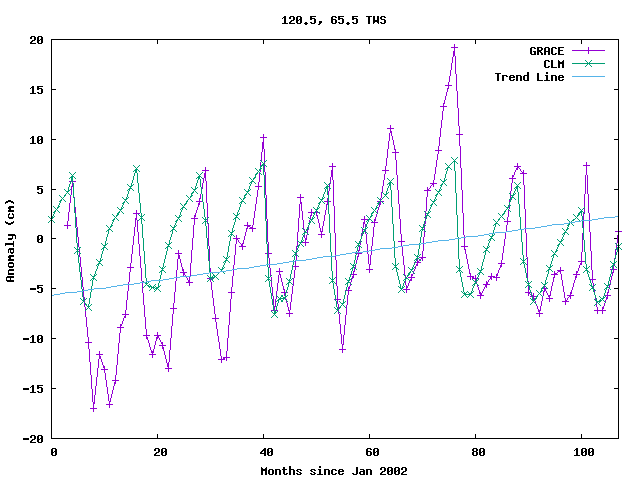 120.5, 65.5 TWS
GRACE
CLM
Trend Line
20
15
10
5
0
-5
-10
-15
-20
Anomaly (cm)
0 20 40 60 80 100
Months since Jan 2002